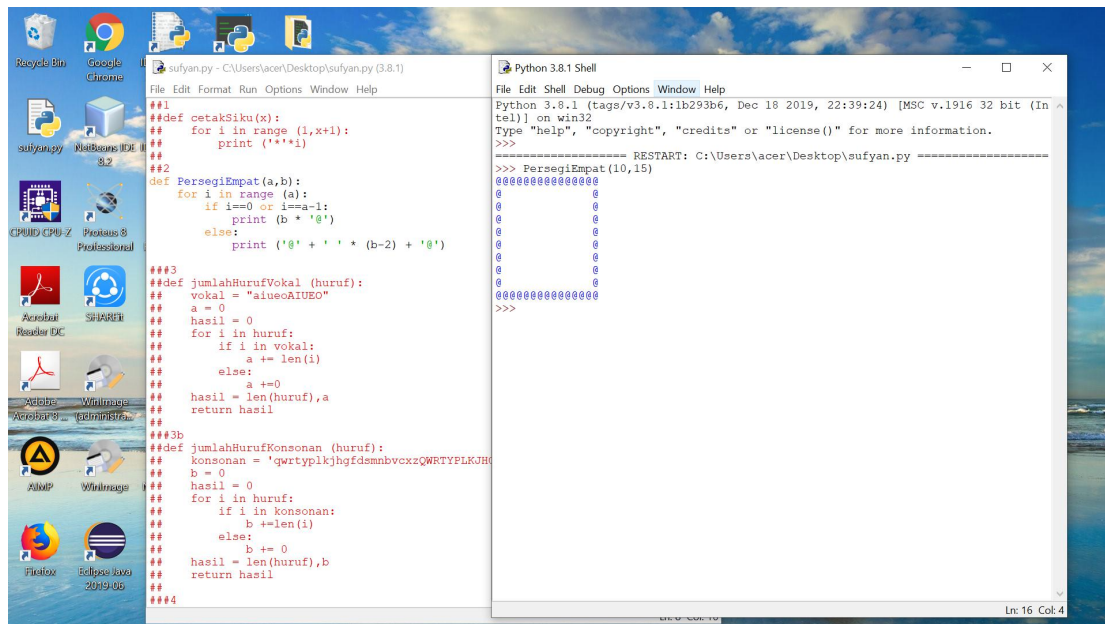 Recycle Bin
Google Chrome
sufyan.py
NetBeans IDE 8.2
CPUID CPU-Z
Proteus 8 Professional
Acrobat Reader DC
SHAREit
Adobe Acrobat 8 ...
WinImage (administra...
AIMP
WinImage
Firefox
Eclipse Java 2019-06
sufyan.py - C:\Users\acer\Desktop\sufyan.py (3.8.1)
File Edit Format Run Options Window Help
##1
##def cetakSiku(x):
##    for i in range (1,x+1):
##        print ('*'*i)
##
##2
def PersegiEmpat(a,b):
    for i in range (a):
        if i==0 or i==a-1:
            print (b * '@')
        else:
            print ('@' + ' ' * (b-2) + '@')
###3
##def jumlahHurufVokal (huruf):
##    vokal = "aiueoAIUEO"
##    a = 0
##    hasil = 0
##    for i in huruf:
##        if i in vokal:
##            a += len(i)
##        else:
##            a +=0
##    hasil = len(huruf),a
##    return hasil
##
###3b
##def jumlahHurufKonsonan (huruf):
##    konsonan = 'qwrtyplkjhgfdsmnbvcxzQWRTYPLKJH
##    b = 0
##    hasil = 0
##    for i in huruf:
##        if i in konsonan:
##            b +=len(i)
##        else:
##            b += 0
##    hasil = len(huruf),b
##    return hasil
##
###4
Python 3.8.1 Shell
File Edit Shell Debug Options Window Help
Python 3.8.1 (tags/v3.8.1:1b293b6, Dec 18 2019, 22:39:24) [MSC v.1916 32 bit (In
tel)] on win32
Type "help", "copyright", "credits" or "license()" for more information.
>>>
=================== RESTART: C:\Users\acer\Desktop\sufyan.py ===================
>>> PersegiEmpat(10,15)
@@@@@@@@@@@@@@@
@             @
@             @
@             @
@             @
@             @
@             @
@             @
@             @
@@@@@@@@@@@@@@@
>>>
Ln: 16 Col: 4